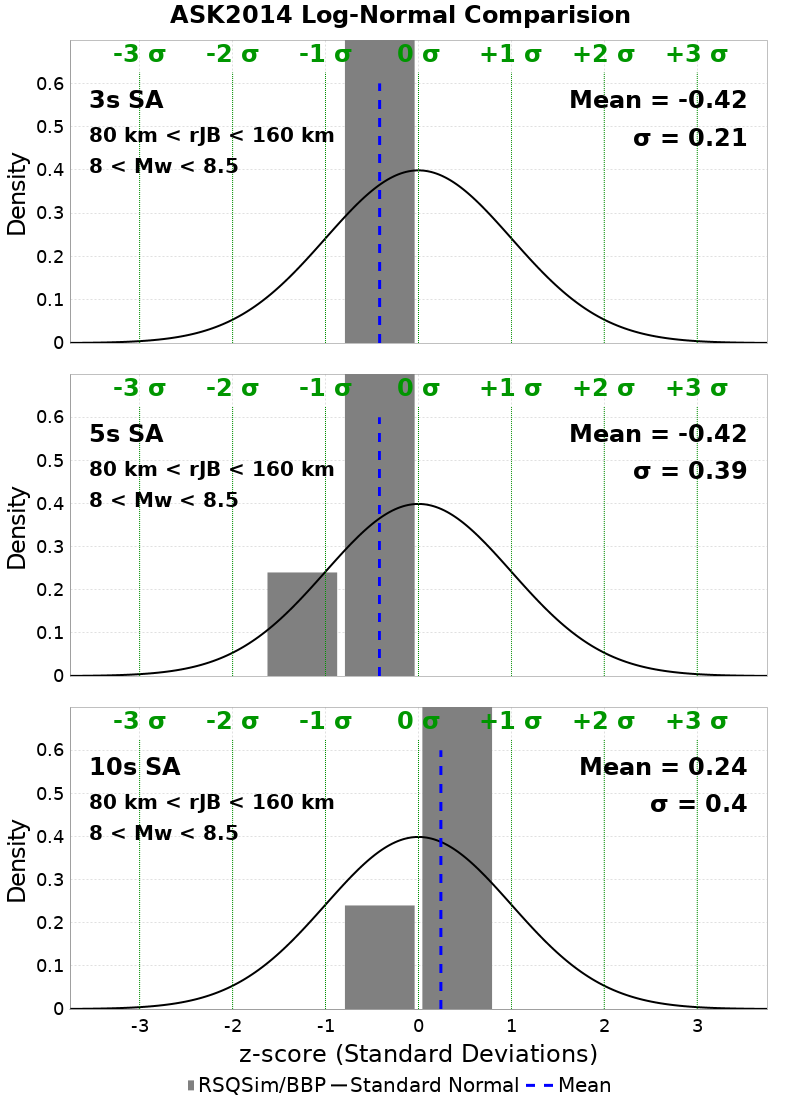 ASK2014 Log-Normal Comparision
-3 σ -2 σ -1 σ 0 σ +1 σ +2 σ +3 σ
3s SA
80 km < rJB < 160 km
8 < Mw < 8.5
Mean = -0.42
σ = 0.21
Density
0.6
0.5
0.4
0.3
0.2
0.1
0
-3 σ -2 σ -1 σ 0 σ +1 σ +2 σ +3 σ
5s SA
80 km < rJB < 160 km
8 < Mw < 8.5
Mean = -0.42
σ = 0.39
Density
0.6
0.5
0.4
0.3
0.2
0.1
0
-3 σ -2 σ -1 σ 0 σ +1 σ +2 σ +3 σ
10s SA
80 km < rJB < 160 km
8 < Mw < 8.5
Mean = 0.24
σ = 0.4
Density
0.6
0.5
0.4
0.3
0.2
0.1
0
-3 -2 -1 0 1 2 3
z-score (Standard Deviations)
RSQSim/BBP Standard Normal Mean